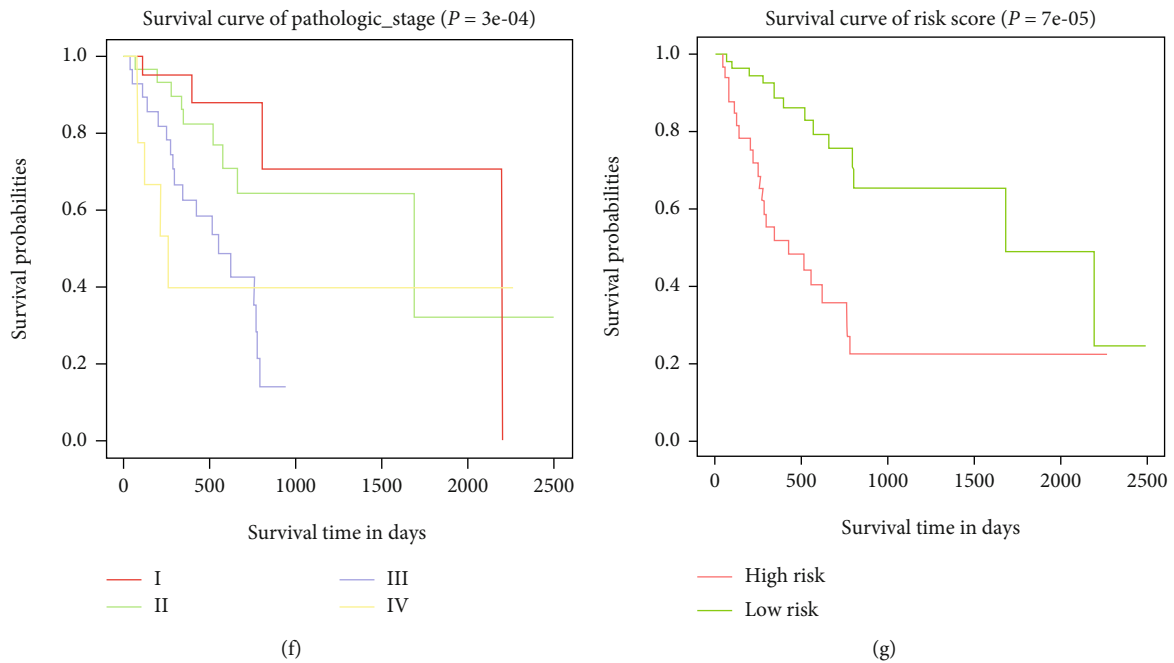 Survival curve of pathologic_stage (P = 3e-04)
1.0
0.8
0.6
0.4
0.2
0.0
Survival probabilities
0 500 1000 1500 2000 2500
Survival time in days
I III
II IV
(f)
Survival curve of risk score (P = 7e-05)
1.0
0.8
0.6
0.4
0.2
0.0
Survival probabilities
0 500 1000 1500 2000 2500
Survival time in days
High risk
Low risk
(g)